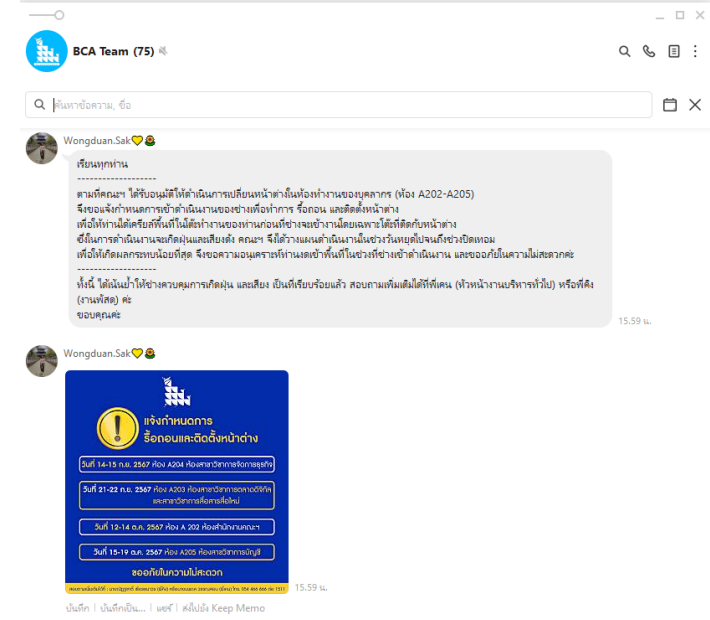 BCA Team (75)
ค้นหาข้อความ, ชื่อ
Wongduan.Sak
เรียนทุกท่าน
-------------------
ตามที่คณะฯ ได้รับอนุมัติให้ดำเนินการเปลี่ยนหน้าต่างในห้องทำงานของบุคลากร (ห้อง A202-A205)
จึงขอแจ้งกำหนดการเข้าดำเนินงานของช่างเพื่อทำการ รื้อถอน และติดตั้งหน้าต่าง
เพื่อให้ท่านได้เครียส์พื้นที่ในโต๊ะทำงานของท่านก่อนที่ช่างจะเข้างานโดยเฉพาะโต๊ะที่ติดกับหน้าต่าง
ซึ่งในการดำเนินงานจะเกิดฝุ่นและเสียงดัง คณะฯ จึงได้วางแผนดำเนินงานในช่วงวันหยุดไปจนถึงช่วงปิดเทอม
เพื่อให้เกิดผลกระทบน้อยที่สุด จึงขอความอนุเคราะห์ท่านงดเข้าพื้นที่ในช่วงที่ช่างเข้าดำเนินงาน และขออภัยในความไม่สะดวกค่ะ
-------------------
ทั้งนี้ ได้เน้นย้ำให้ช่างควบคุมการเกิดฝุ่น และเสียง เป็นที่เรียบร้อยแล้ว สอบถามเพิ่มเติมได้ที่พี่เคน (หัวหน้างานบริหารทั่วไป) หรือพี่คิง
(งานพัสดุ) ค่ะ
ขอบคุณค่ะ
15.59 น.
Wongduan.Sak
แจ้งกำหนดการ
รื้อถอนและติดตั้งหน้าต่าง
วันที่ 14-15 ก.ย. 2567 ห้อง A204 ห้องสาขาวิชาการจัดการธุรกิจ
วันที่ 21-22 ก.ย. 2567 ห้อง A203 ห้องสาขาวิชาการตลาดดิจิทัล
และสาขาวิชาการสื่อสารสื่อใหม่
วันที่ 12-14 ต.ค. 2567 ห้อง A 202 ห้องสำนักงานคณะฯ
วันที่ 15-19 ต.ค. 2567 ห้อง A205 ห้องสาขาวิชาการบัญชี
ขออภัยในความไม่สะดวก
15.59 น.
บันทึก | บันทึกเป็น... | แชร์ | ส่งไปยัง Keep Memo